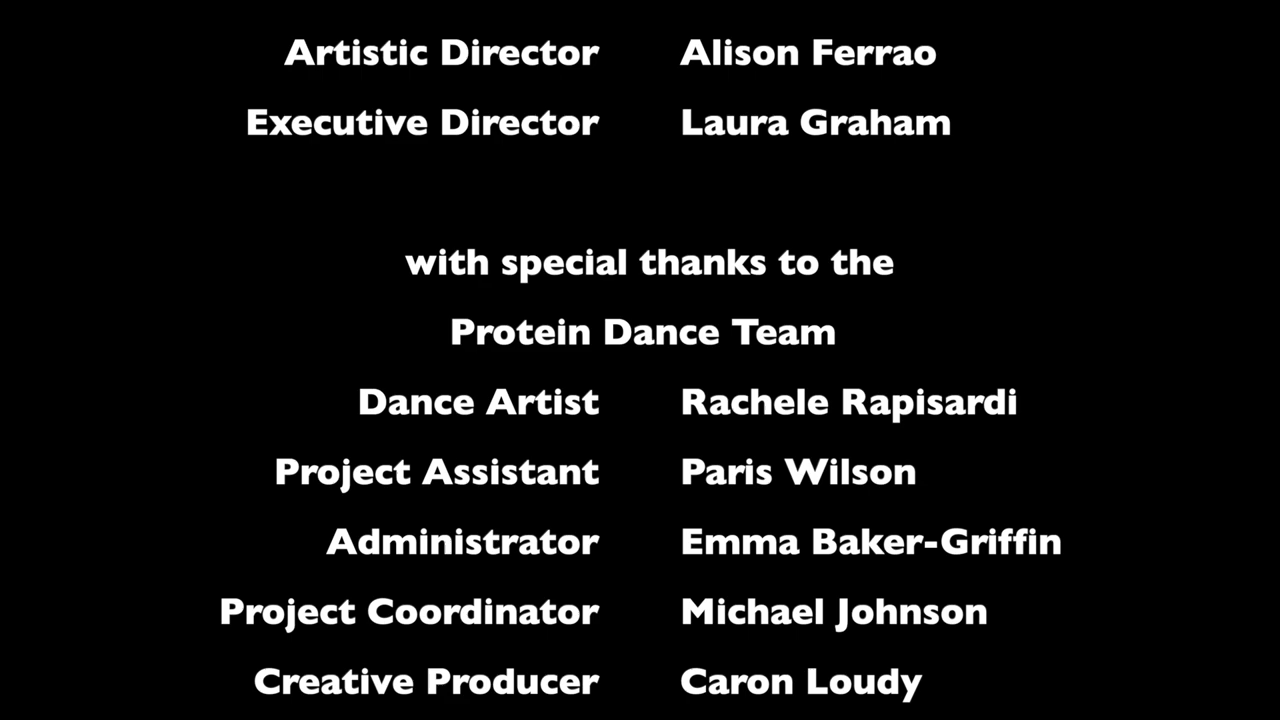 Artistic Director Alison Ferrao
Executive Director Laura Graham
with special thanks to the
Protein Dance Team
Dance Artist Rachele Rapisardi
Project Assistant Paris Wilson
Administrator Emma Baker-Griffin
Project Coordinator Michael Johnson
Creative Producer Caron Loudy